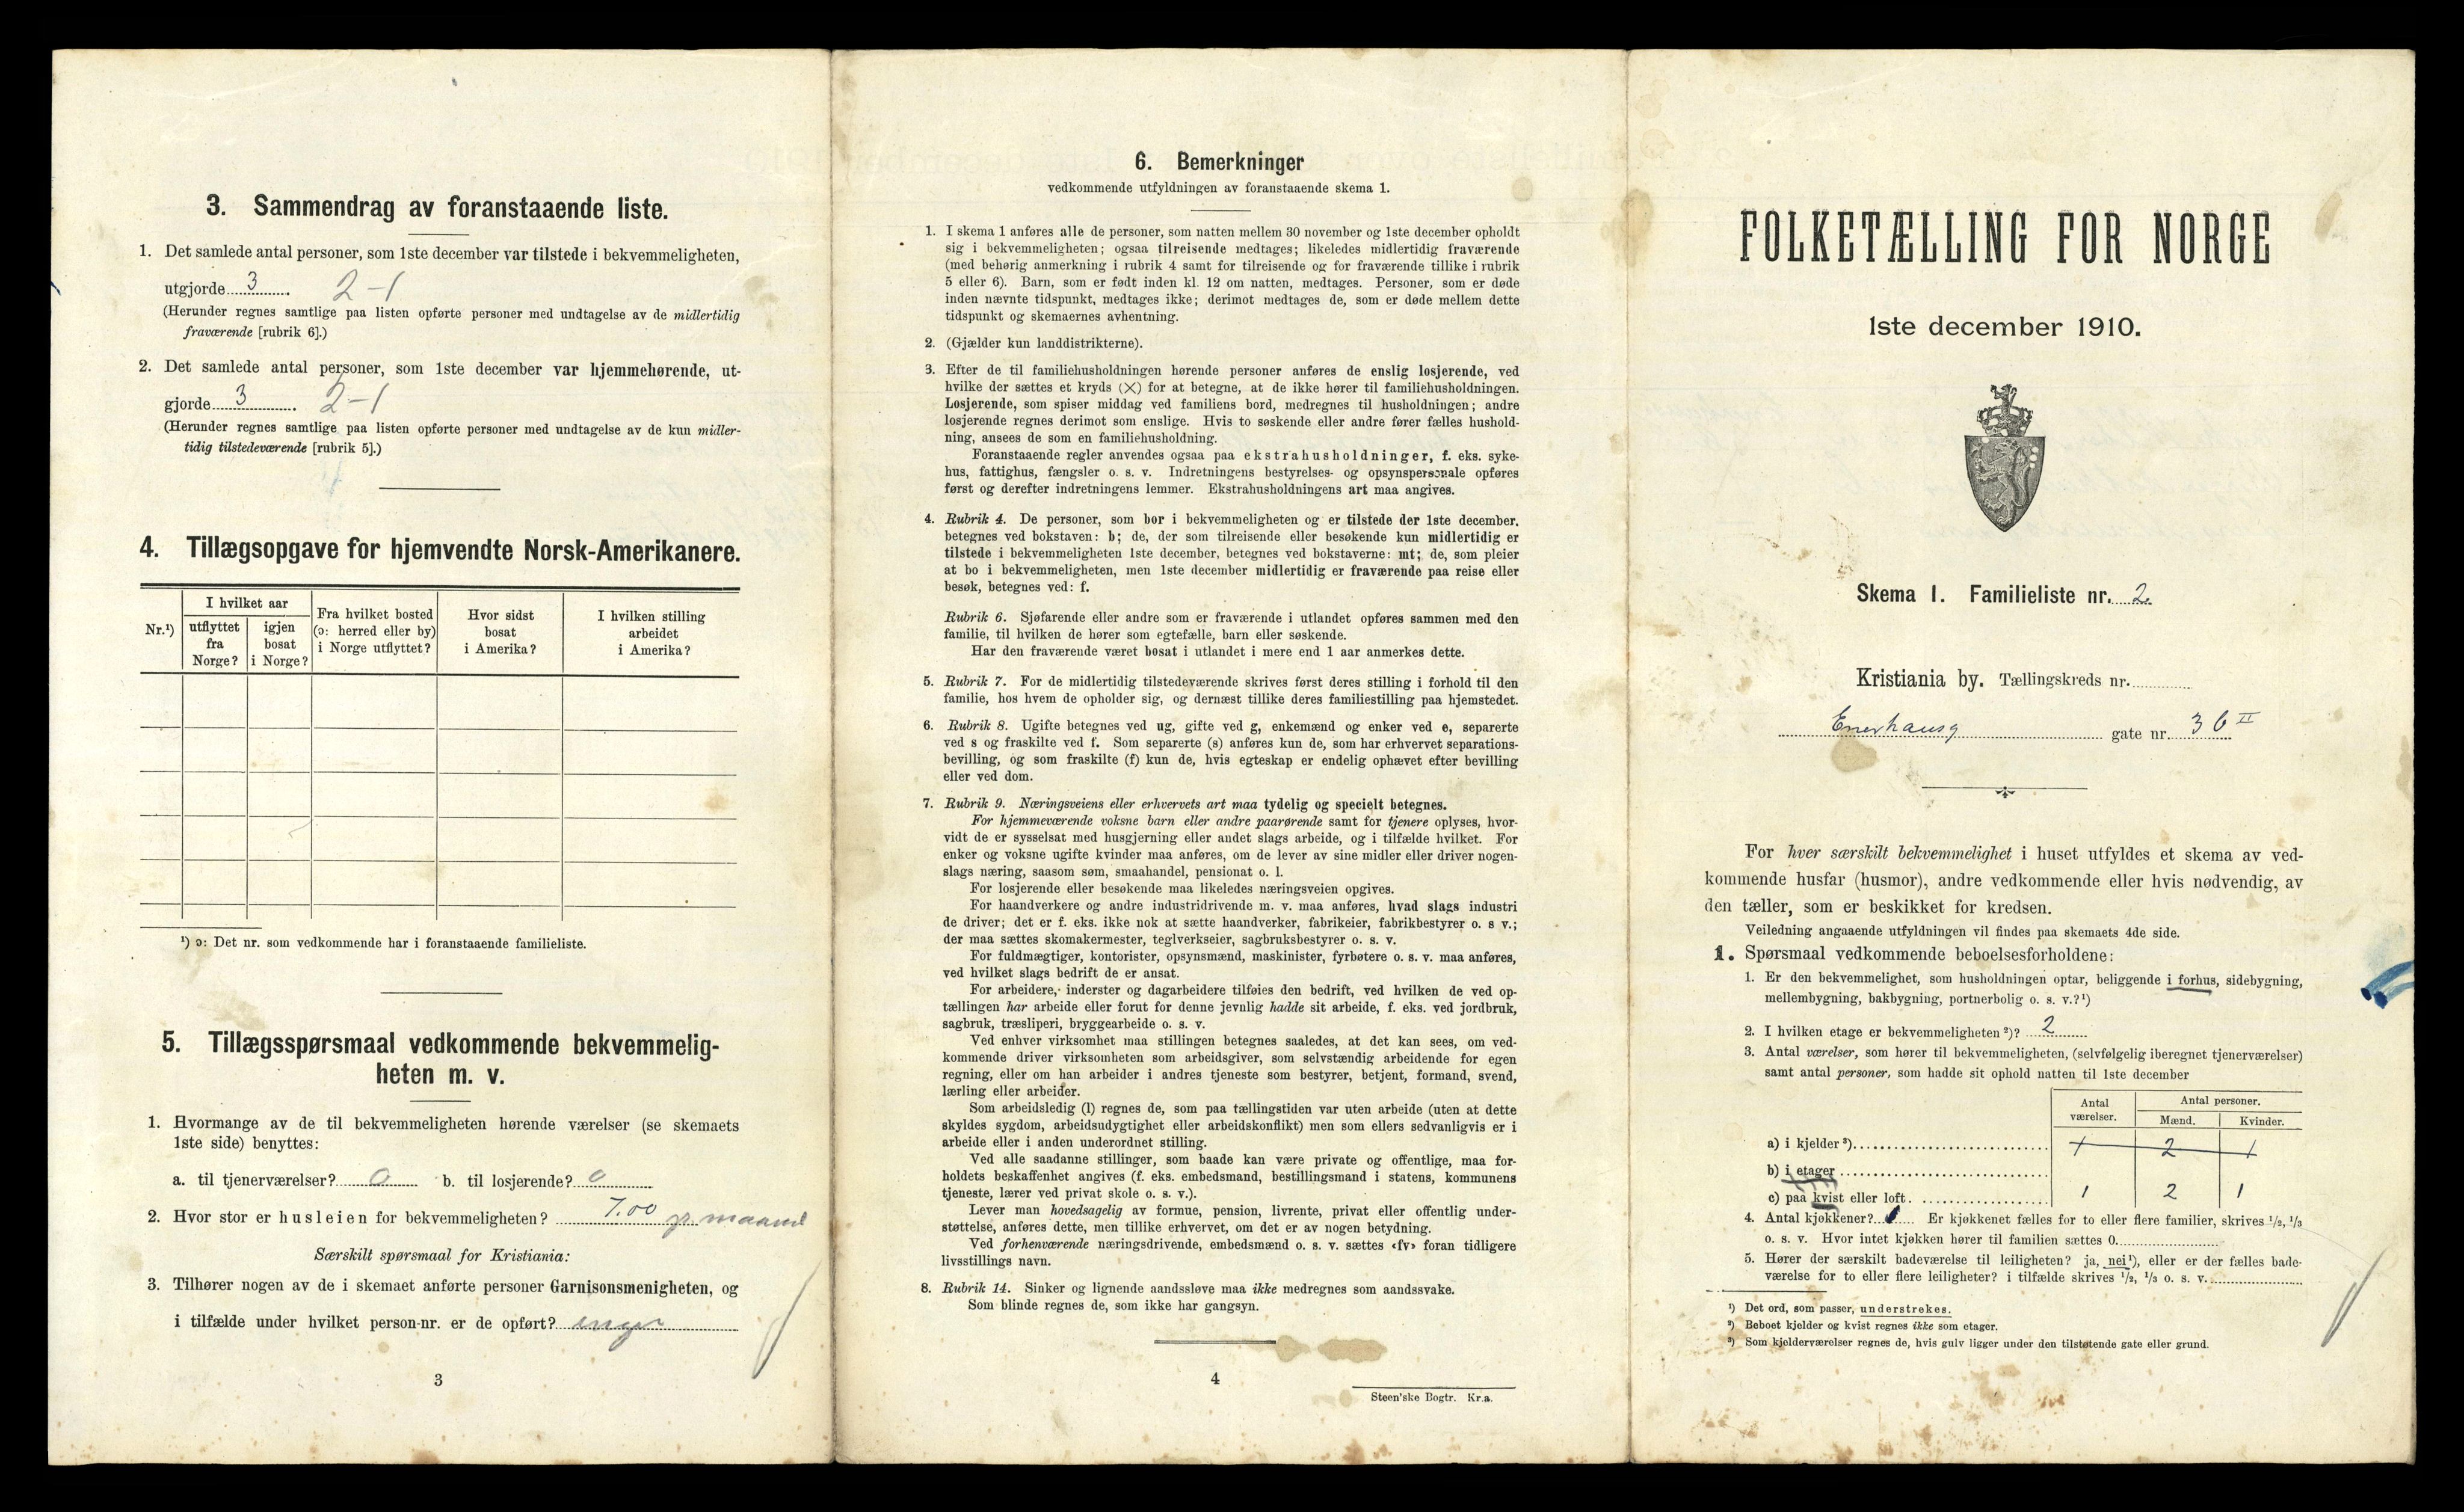 3. Sammendrag av foranstaaende liste.
1. Det samlede antal personer, som 1ste december var tilstede i bekvemmeligheten,
utgjorde 3. 2-1
(Herunder regnes samtlige paa listen opførte personer med undtagelse av de midlertidig
fraværende [rubrik 6].)
2. Det samlede antal personer, som 1ste december var hjemmehørende, ut-
gjorde 3. 2-1
(Herunder regnes samtlige paa listen opførte personer med undtagelse av de kun midler-
tidig tilstedeværende [rubrik 5].)
4. Tillægsopgave for hjemvendte Norsk-Amerikanere.
Nr.¹)
I hvilket aar
utflyttet fra Norge?
igjen bosat i Norge?
Fra hvilket bosted (ɔ: herred eller by) i Norge utflyttet?
Hvor sidst bosat i Amerika?
I hvilken stilling arbeidet i Amerika?
¹) ɔ: Det nr. som vedkommende har i foranstaaende familieliste.
5. Tillægsspørsmaal vedkommende bekvemmelig-
heten m. v.
1. Hvormange av de til bekvemmeligheten hørende værelser (se skemaets
1ste side) benyttes:
a. til tjenerværelser? 0 b. til losjerende? 0
2. Hvor stor er husleien for bekvemmeligheten? 7.00 pr maaned
Særskilt spørsmaal for Kristiania:
3. Tilhører nogen av de i skemaet anførte personer Garnisonsmenigheten, og
i tilfælde under hvilket person-nr. er de opført? ingen
3
6. Bemerkninger
vedkommende utfyldningen av foranstaaende skema 1.
1. I skema 1 anføres alle de personer, som natten mellem 30 november og 1ste december opholdt
sig i bekvemmeligheten; ogsaa tilreisende medtages; likeledes midlertidig fraværende
(med behørig anmerkning i rubrik 4 samt for tilreisende og for fraværende tillike i rubrik
5 eller 6). Barn, som er født inden kl. 12 om natten, medtages. Personer, som er døde
inden nævnte tidspunkt, medtages ikke; derimot medtages de, som er døde mellem dette
tidspunkt og skemaernes avhentning.
2. (Gjælder kun landdistrikterne).
3. Efter de til familiehusholdningen hørende personer anføres de enslig losjerende, ved
hvilke der sættes et kryds (×) for at betegne, at de ikke hører til familiehusholdningen.
Losjerende, som spiser middag ved familiens bord, medregnes til husholdningen; andre
losjerende regnes derimot som enslige. Hvis to søskende eller andre fører fælles hushold-
ning, ansees de som en familiehusholdning.
Foranstaaende regler anvendes ogsaa paa ekstrahusholdninger, f. eks. syke-
hus, fattighus, fængsler o. s. v. Indretningens bestyrelses- og opsynspersonale opføres
først og derefter indretningens lemmer. Ekstrahusholdningens art maa angives.
4. Rubrik 4. De personer, som bor i bekvemmeligheten og er tilstede der 1ste december,
betegnes ved bokstaven: b; de, der som tilreisende eller besøkende kun midlertidig er
tilstede i bekvemmeligheten 1ste december, betegnes ved bokstaverne: mt; de, som pleier
at bo i bekvemmeligheten, men 1ste december midlertidig er fraværende paa reise eller
besøk, betegnes ved: f.
Rubrik 6. Sjøfarende eller andre som er fraværende i utlandet opføres sammen med den
familie, til hvilken de hører som egtefælle, barn eller søskende.
Har den fraværende været bosat i utlandet i mere end 1 aar anmerkes dette.
5. Rubrik 7. For de midlertidig tilstedeværende skrives først deres stilling i forhold til den
familie, hos hvem de opholder sig, og dernæst tillike deres familiestilling paa hjemstedet.
6. Rubrik 8. Ugifte betegnes ved ug, gifte ved g, enkemænd og enker ved e, separerte
ved s og fraskilte ved f. Som separerte (s) anføres kun de, som har erhvervet separations-
bevilling, og som fraskilte (f) kun de, hvis egteskap er endelig ophævet efter bevilling
eller ved dom.
7. Rubrik 9. Næringsveiens eller erhvervets art maa tydelig og specielt betegnes.
For hjemmeværende voksne barn eller andre paarørende samt for tjenere oplyses, hvor-
vidt de er sysselsat med husgjerning eller andet slags arbeide, og i tilfælde hvilket. For
enker og voksne ugifte kvinder maa anføres, om de lever av sine midler eller driver nogen-
slags næring, saasom søm, smaahandel, pensionat o. l.
For losjerende eller besøkende maa likeledes næringsveien opgives.
For haandverkere og andre industridrivende m. v. maa anføres, hvad slags industri
de driver; det er f. eks. ikke nok at sætte haandverker, fabrikeier, fabrikbestyrer o. s v.;
der maa sættes skomakermester, teglverkseier, sagbruksbestyrer o. s. v.
For fuldmægtiger, kontorister, opsynsmænd, maskinister, fyrbøtere o. s. v. maa anføres,
ved hvilket slags bedrift de er ansat.
For arbeidere, inderster og dagarbeidere tilføies den bedrift, ved hvilken de ved op-
tællingen har arbeide eller forut for denne jevnlig hadde sit arbeide, f. eks. ved jordbruk,
sagbruk, træsliperi, bryggearbeide o. s. v.
Ved enhver virksomhet maa stillingen betegnes saaledes, at det kan sees, om ved-
kommende driver virksomheten som arbeidsgiver, som selvstændig arbeidende for egen
regning, eller om han arbeider i andres tjeneste som bestyrer, betjent, formand, svend,
lærling eller arbeider.
Som arbeidsledig (l) regnes de, som paa tællingstiden var uten arbeide (uten at dette
skyldes sygdom, arbeidsudygtighet eller arbeidskonflikt) men som ellers sedvanligvis er i
arbeide eller i anden underordnet stilling.
Ved alle saadanne stillinger, som baade kan være private og offentlige, maa for-
holdets beskaffenhet angives (f. eks. embedsmand, bestillingsmand i statens, kommunens
tjeneste, lærer ved privat skole o. s. v.).
Lever man hovedsagelig av formue, pension, livrente, privat eller offentlig under-
støttelse, anføres dette, men tillike erhvervet, om det er av nogen betydning.
Ved forhenværende næringsdrivende, embedsmænd o. s. v. sættes «fv» foran tidligere
livsstillings navn.
8. Rubrik 14. Sinker og lignende aandssløve maa ikke medregnes som aandssvake.
Som blinde regnes de, som ikke har gangsyn.
4
Steen'ske Bogtr. Kr.a.
FOLKETÆLLING FOR NORGE
1ste december 1910.
Skema I. Familieliste nr. 2.
Kristiania by. Tællingskreds nr.
Enerhausg gate nr. 36 II
For hver særskilt bekvemmelighet i huset utfyldes et skema av ved-
kommende husfar (husmor), andre vedkommende eller hvis nødvendig, av
den tæller, som er beskikket for kredsen.
Veiledning angaaende utfyldningen vil findes paa skemaets 4de side.
1. Spørsmaal vedkommende beboelsesforholdene:
1. Er den bekvemmelighet, som husholdningen optar, beliggende i forhus, sidebygning,
mellembygning, bakbygning, portnerbolig o. s. v.?¹)
2. I hvilken etage er bekvemmeligheten²)? 2
3. Antal værelser, som hører til bekvemmeligheten, (selvfølgelig iberegnet tjenerværelser)
samt antal personer, som hadde sit ophold natten til 1ste december
Antal værelser.
Antal personer.
Mænd. Kvinder.
a) i kjelder³) 1 2 1
b) i etager
c) paa kvist eller loft 1 2 1
4. Antal kjøkkener? Er kjøkkenet fælles for to eller flere familier, skrives 1/2, 1/3
o. s. v. Hvor intet kjøkken hører til familien sættes 0.
5. Hører der særskilt badeværelse til leiligheten? ja, nei¹), eller er der fælles bade-
værelse for to eller flere leiligheter? i tilfælde skrives 1/2, 1/3 o. s. v.
¹) Det ord, som passer, understrekes.
²) Beboet kjelder og kvist regnes ikke som etager.
³) Som kjelderværelser regnes de, hvis gulv ligger under den tilstøtende gate eller grund.